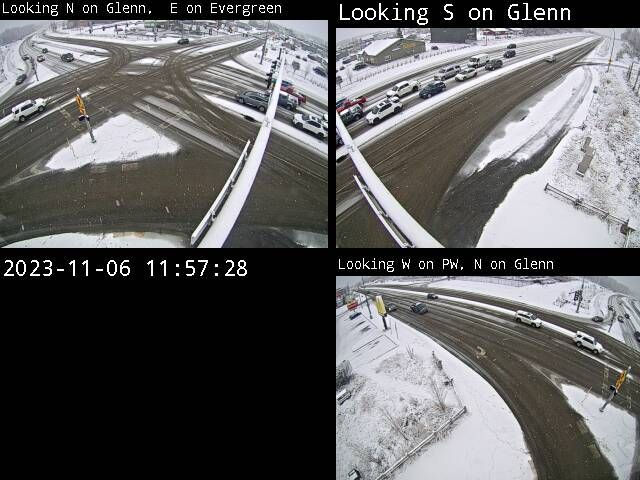 Looking N on Glenn, E on Evergreen
Looking S on Glenn
2023-11-06 11:57:28
Looking W on PW, N on Glenn